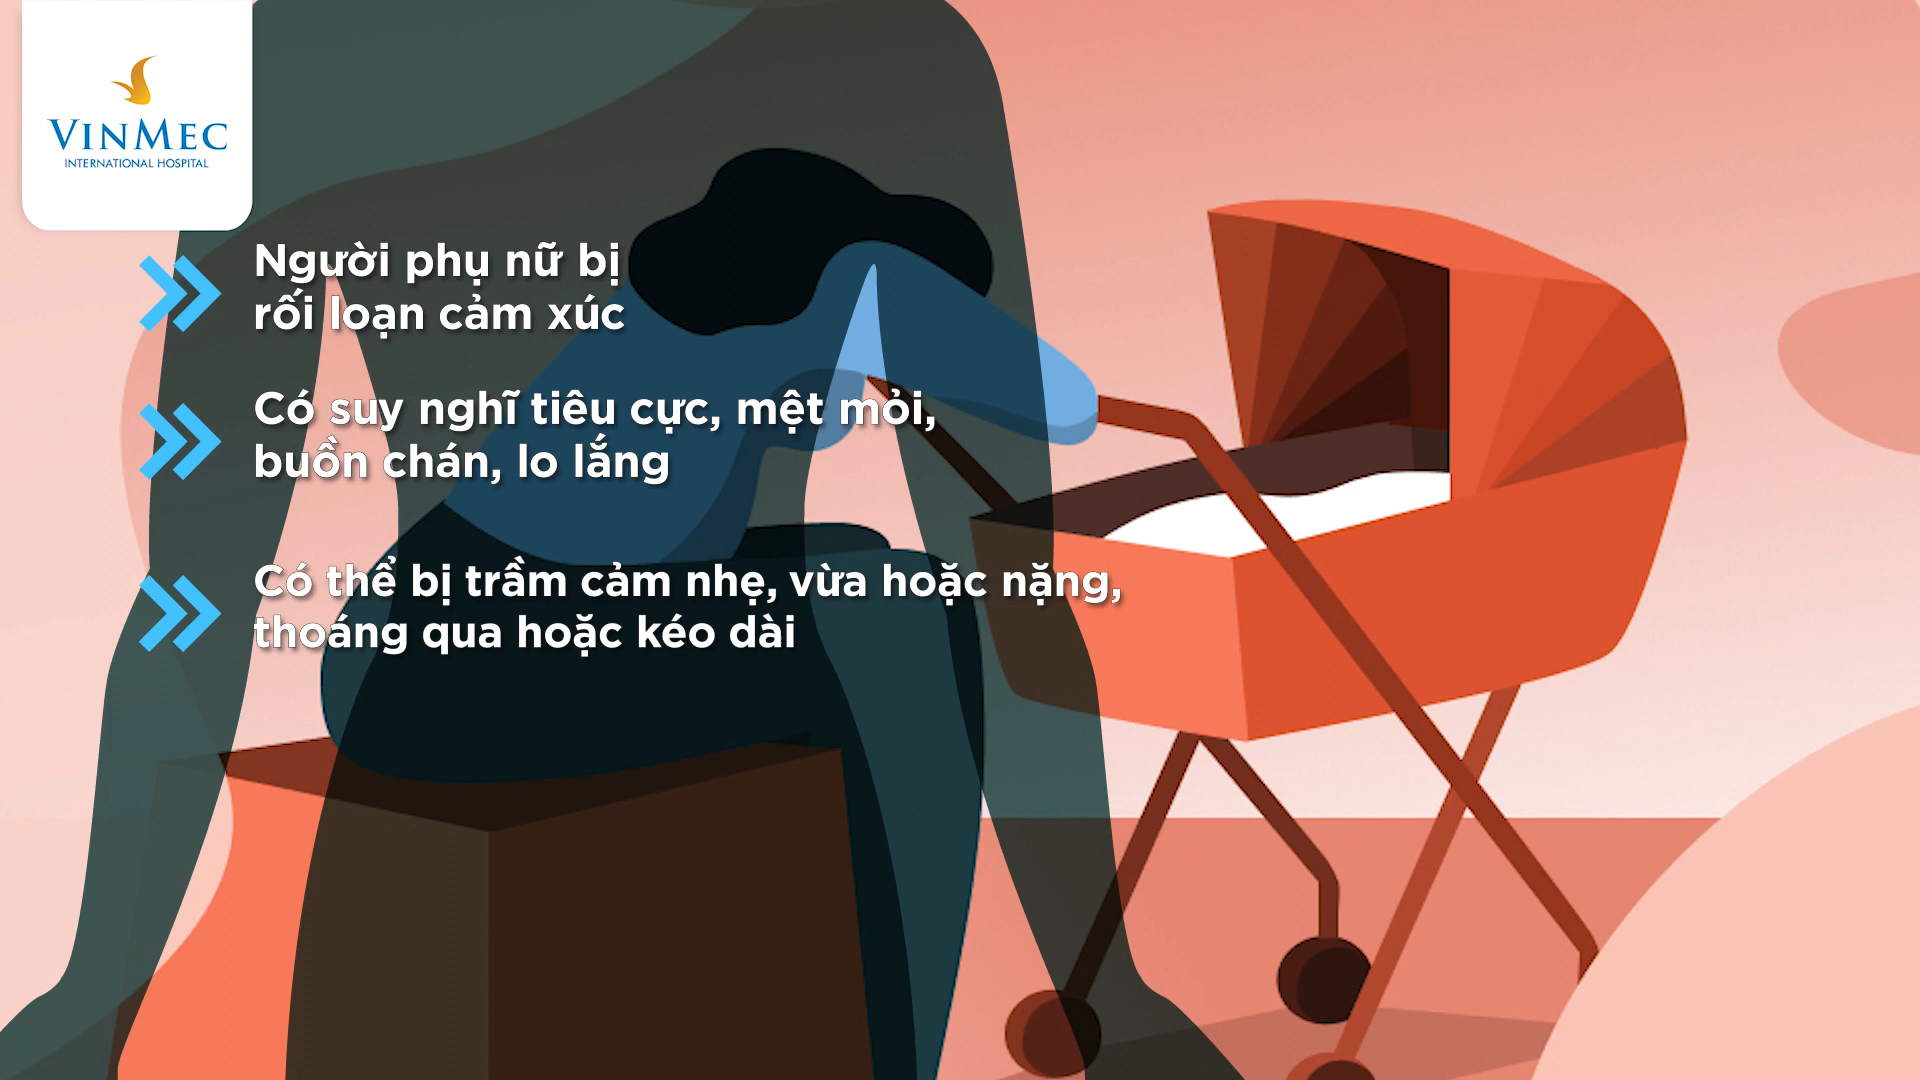 VINMEC
INTERNATIONAL HOSPITAL
Người phụ nữ bị
rối loạn cảm xúc
Có suy nghĩ tiêu cực, mệt mỏi,
buồn chán, lo lắng
Có thể bị trầm cảm nhẹ, vừa hoặc nặng,
thoáng qua hoặc kéo dài